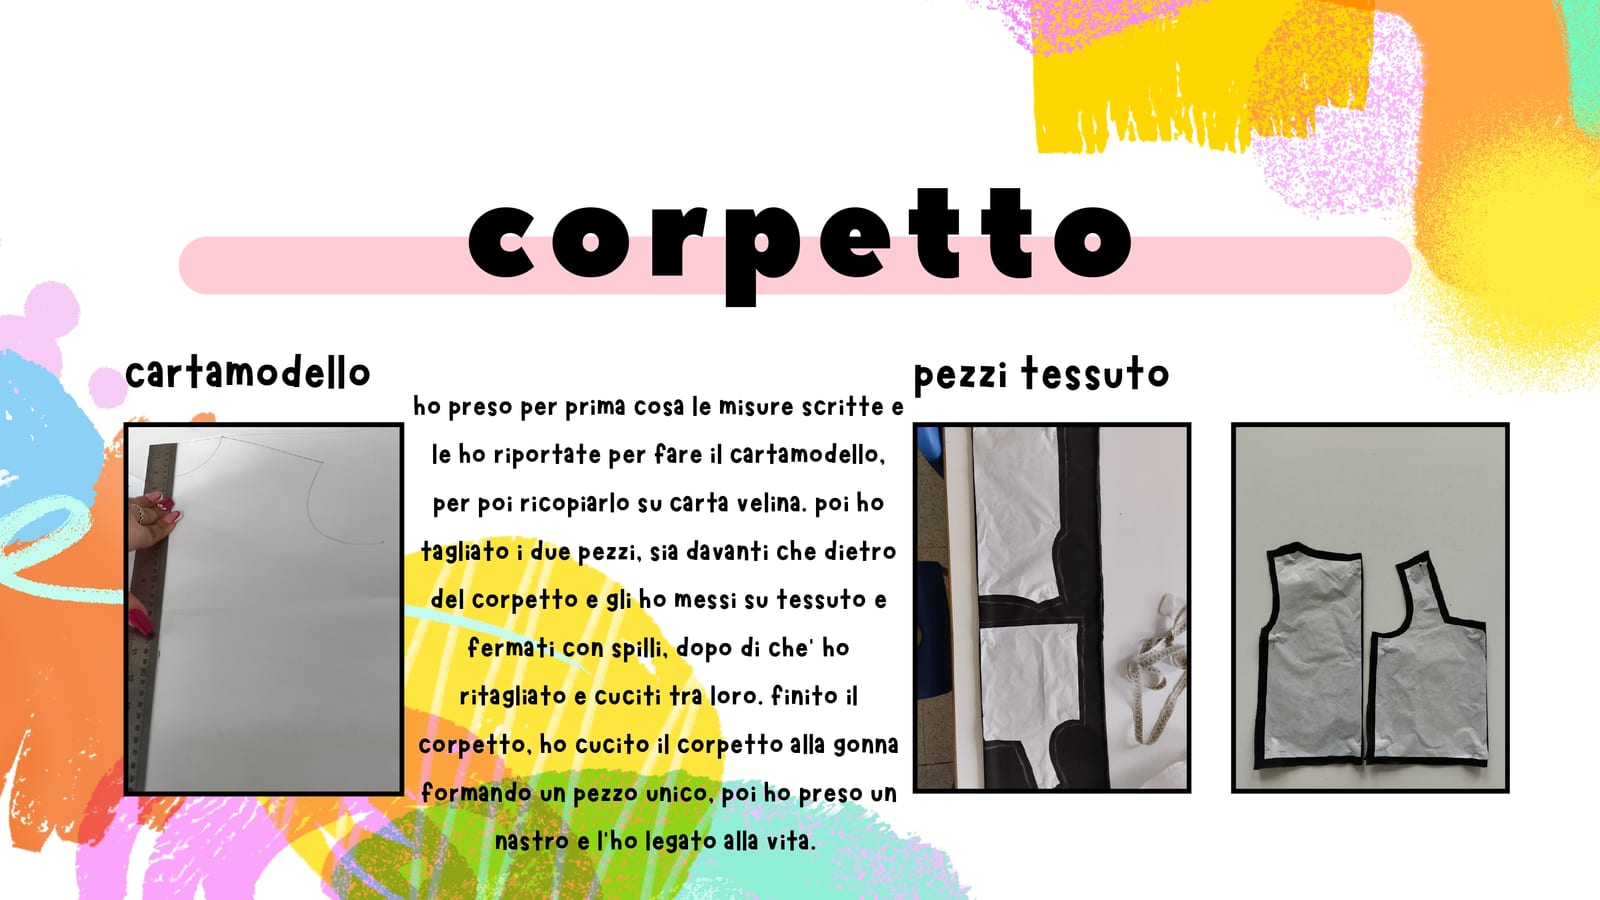 corpetto
cartamodello
ho preso per prima cosa le misure scritte e
le ho riportate per fare il cartamodello,
per poi ricopiarlo su carta velina. poi ho
tagliato i due pezzi, sia davanti che dietro
del corpetto e gli ho messi su tessuto e
fermati con spilli, dopo di che' ho
ritagliato e cuciti tra loro. finito il
corpetto, ho cucito il corpetto alla gonna
formando un pezzo unico, poi ho preso un
nastro e l'ho legato alla vita.
pezzi tessuto